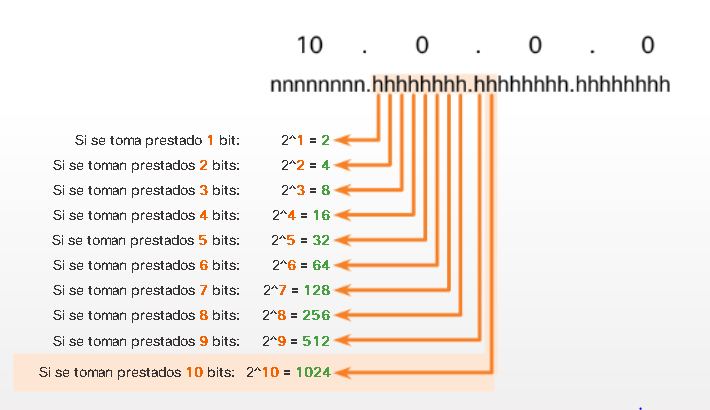 10 . 0 . 0 . 0
nnnnnnnn.hhhhhhhh.hhhhhhhh.hhhhhhhh
Si se toma prestado 1 bit: 2^1 = 2
Si se toman prestados 2 bits: 2^2 = 4
Si se toman prestados 3 bits: 2^3 = 8
Si se toman prestados 4 bits: 2^4 = 16
Si se toman prestados 5 bits: 2^5 = 32
Si se toman prestados 6 bits: 2^6 = 64
Si se toman prestados 7 bits: 2^7 = 128
Si se toman prestados 8 bits: 2^8 = 256
Si se toman prestados 9 bits: 2^9 = 512
Si se toman prestados 10 bits: 2^10 = 1024